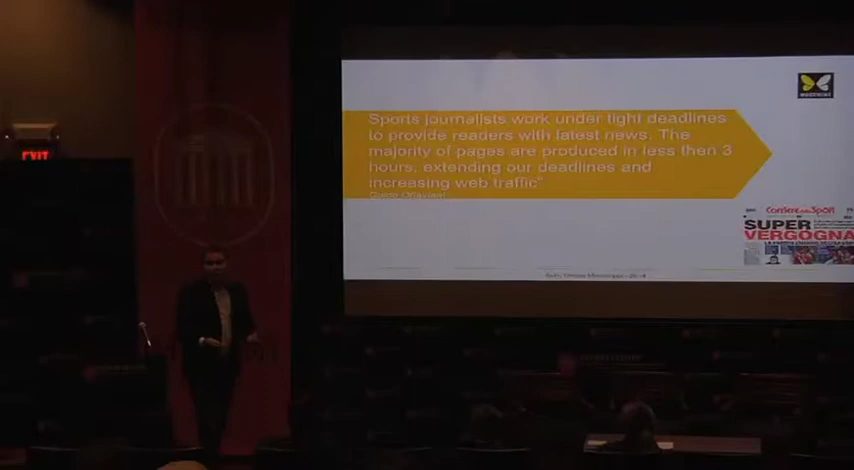 EXIT
Sports journalists work under tight deadlines
to provide readers with latest news. The
majority of pages are produced in less then 3
hours, extending our deadlines and
increasing web traffic"
Corriere dello Sport
SUPER
VERGOGNA